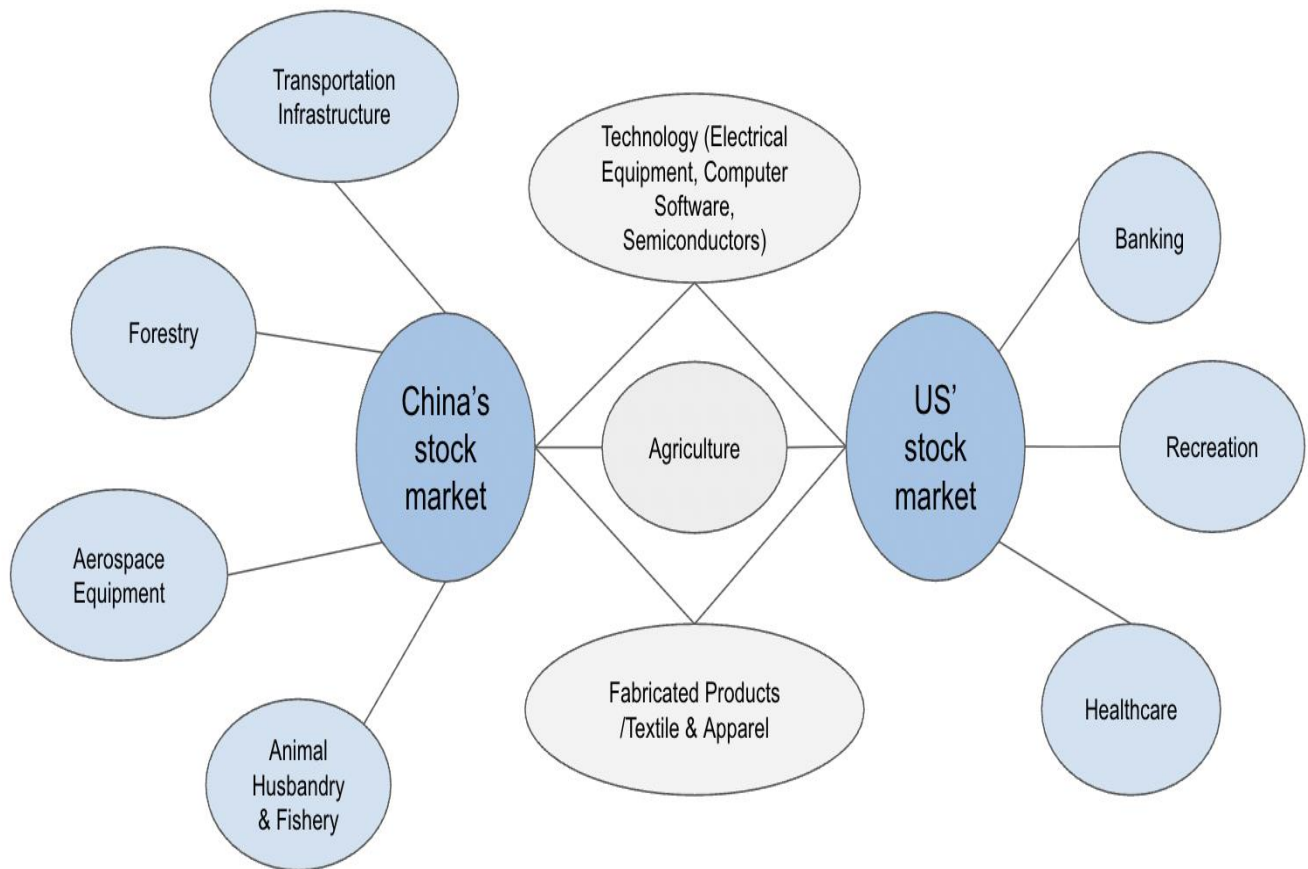 Transportation
Infrastructure
Technology (Electrical
Equipment, Computer
Software,
Semiconductors)
Banking
Forestry
China’s
stock
market
Agriculture
US’
stock
market
Recreation
Aerospace
Equipment
Fabricated Products
/Textile & Apparel
Healthcare
Animal
Husbandry
& Fishery